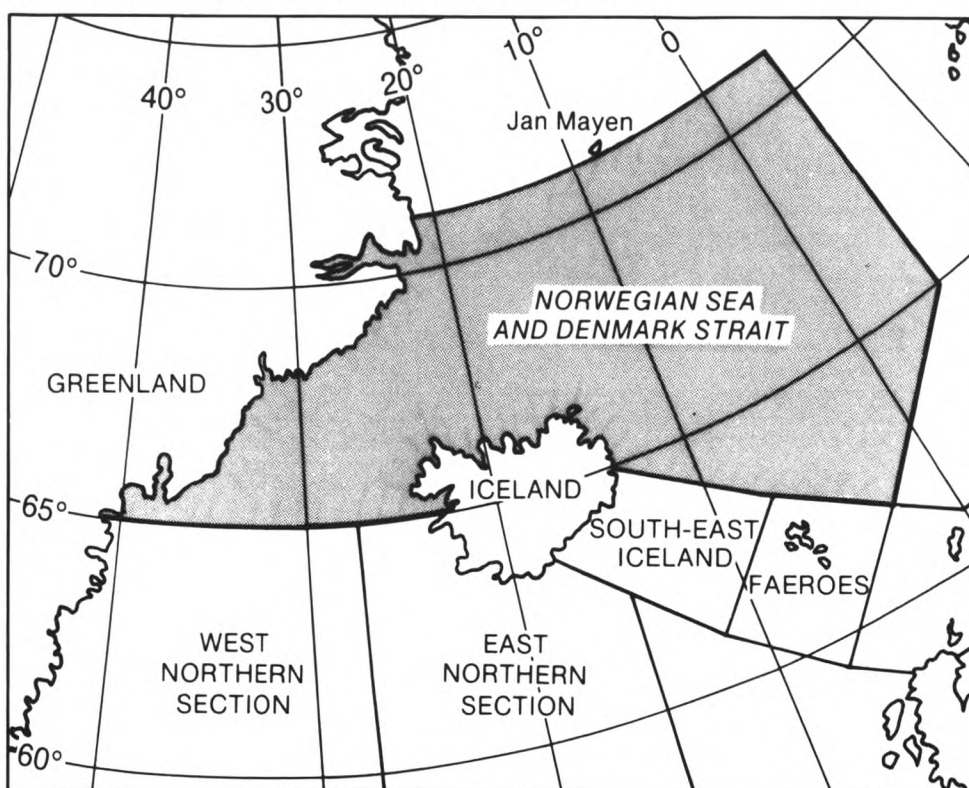 40°
30°
20°
10°
0
Jan Mayen
70°
NORWEGIAN SEA
AND DENMARK STRAIT
GREENLAND
65°
ICELAND
SOUTH-EAST
ICELAND
FAEROES
WEST
NORTHERN
SECTION
EAST
NORTHERN
SECTION
60°